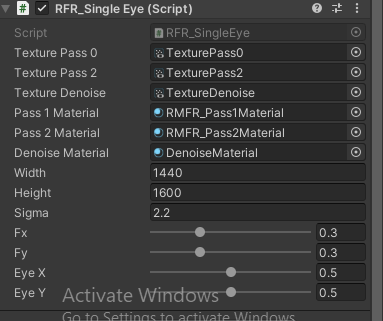 RFR_Single Eye (Script)
Script RFR_SingleEye
Texture Pass 0 TexturePass0
Texture Pass 2 TexturePass2
Texture Denoise TextureDenoise
Pass 1 Material RMFR_Pass1Material
Pass 2 Material RMFR_Pass2Material
Denoise Material DenoiseMaterial
Width 1440
Height 1600
Sigma 2.2
Fx 0.3
Fy 0.3
Eye X 0.5
Eye Y 0.5
Activate Windows
Go to Settings to activate Windows